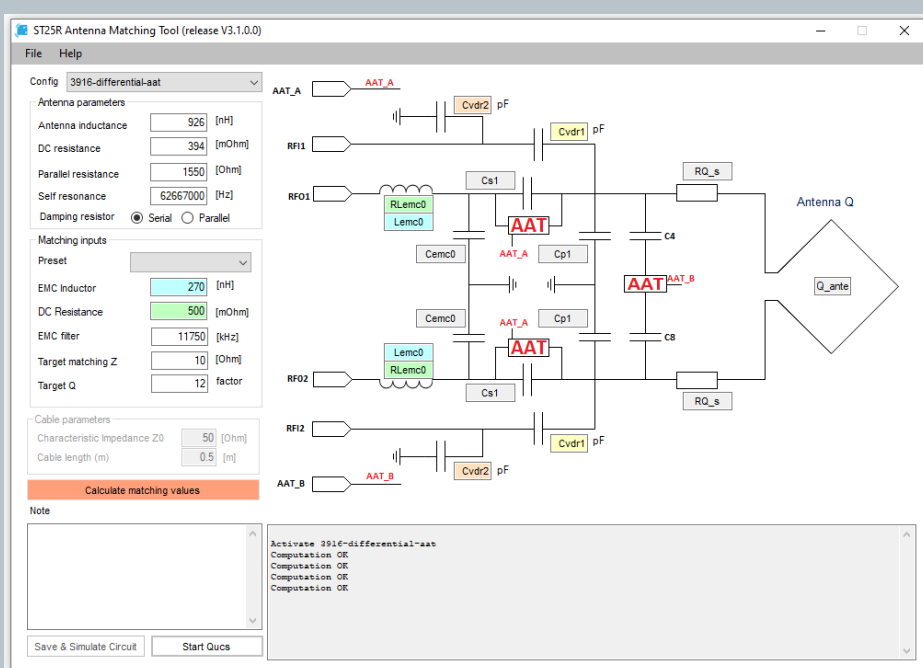 ST25R Antenna Matching Tool (release V3.1.0.0)
File Help
Config 3916-differential-aat
Antenna parameters
Antenna inductance 926 [nH]
DC resistance 394 [mOhm]
Parallel resistance 1550 [Ohm]
Self resonance 62667000 [Hz]
Damping resistor Serial Parallel
Matching inputs
Preset
EMC Inductor 270 [nH]
DC Resistance 500 [mOhm]
EMC filter 11750 [kHz]
Target matching Z 10 [Ohm]
Target Q 12 factor
Cable parameters
Characteristic Impedance Z0 50 [Ohm]
Cable length (m) 0.5 [m]
Calculate matching values
Note
Save & Simulate Circuit Start Qucs
AAT_A AAT_A
Cvdr2 pF
RFI1 Cvdr1 pF
RFO1 Cs1 RQ_s
RLemc0
Lemc0
AAT
Antenna Q
Cemc0 AAT_A Cp1 C4
AAT AAT_B
Q_ante
Cemc0 AAT_A Cp1
Lemc0 AAT C8
RLemc0
RFO2 Cs1 RQ_s
RFI2 Cvdr1 pF
Cvdr2 pF
AAT_B AAT_B
Activate 3916-differential-aat
Computation OK
Computation OK
Computation OK
Computation OK